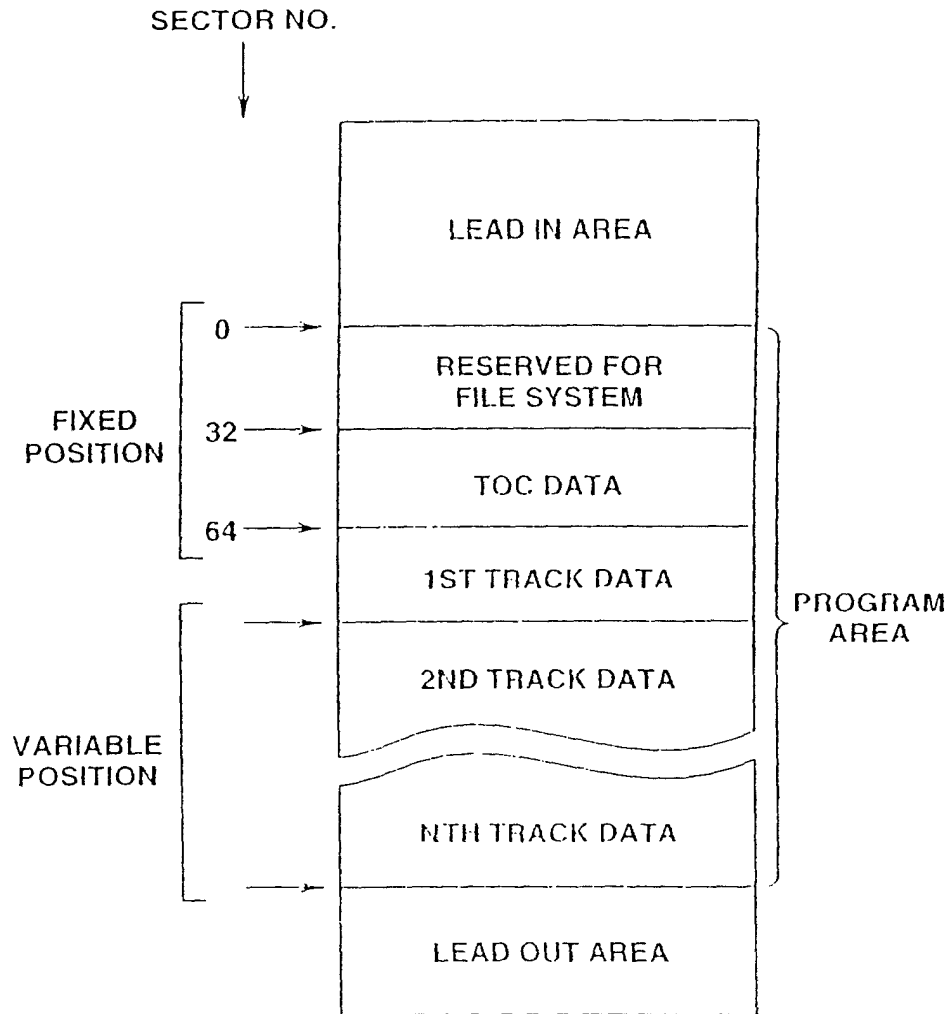 SECTOR NO.
LEAD IN AREA
0
RESERVED FOR
FILE SYSTEM
FIXED
POSITION
32
TOC DATA
64
1ST TRACK DATA
PROGRAM
AREA
2ND TRACK DATA
VARIABLE
POSITION
NTH TRACK DATA
LEAD OUT AREA